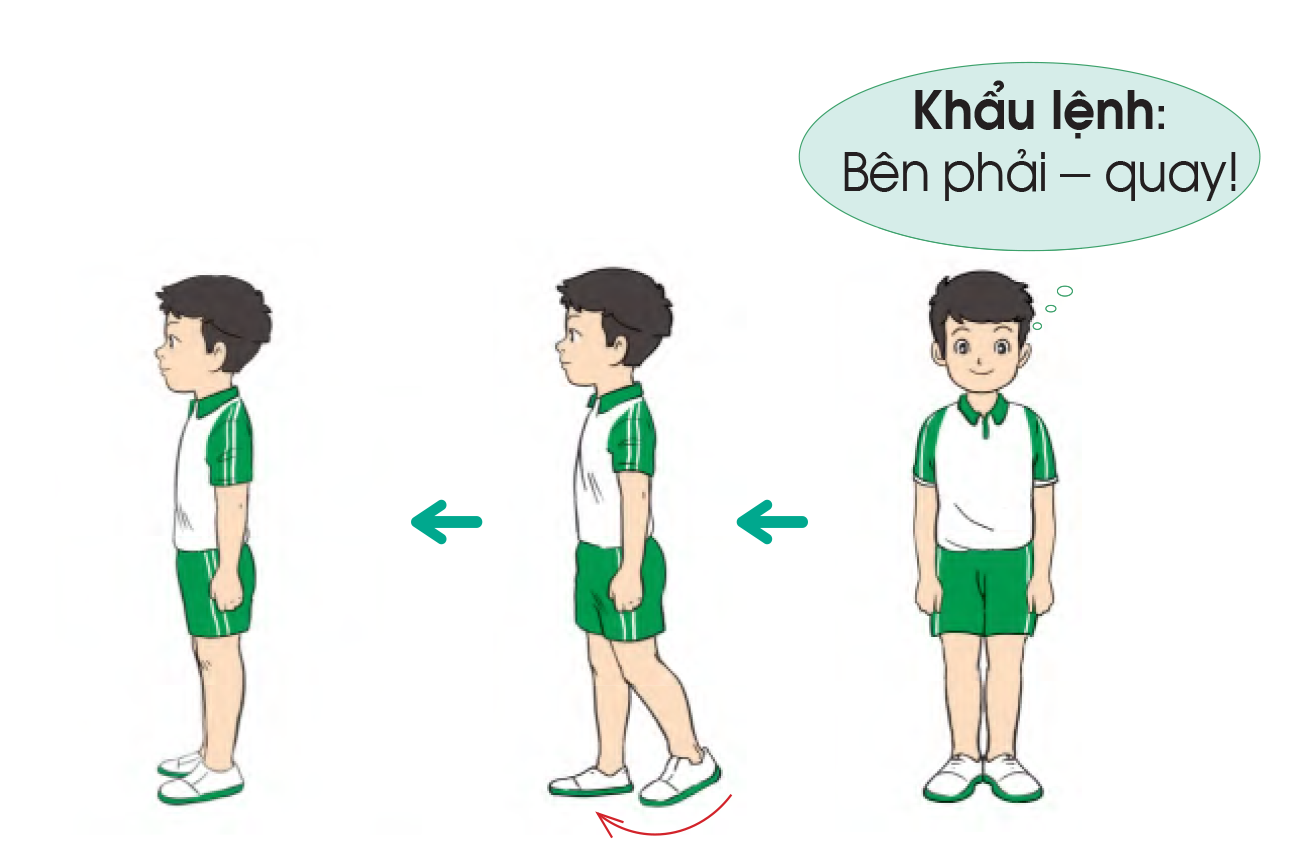 Khẩu lệnh:
Bên phải – quay!